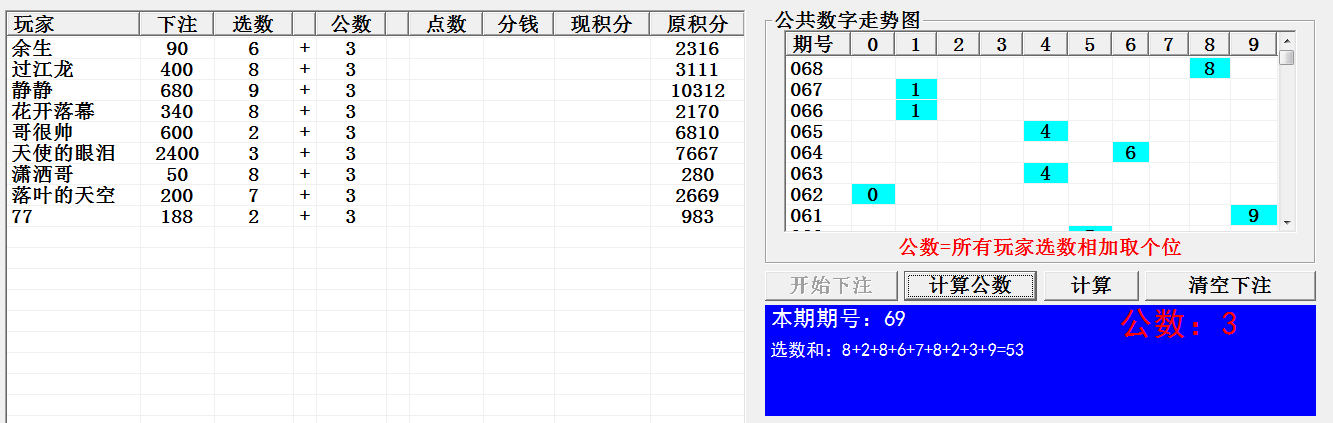 玩家 下注 选数 公数 点数 分钱 现积分 原积分
余生 90 6 + 3 2316
过江龙 400 8 + 3 3111
静静 680 9 + 3 10312
花开落幕 340 8 + 3 2170
哥很帅 600 2 + 3 6810
天使的眼泪 2400 3 + 3 7667
潇洒哥 50 8 + 3 280
落叶的天空 200 7 + 3 2669
77 188 2 + 3 983
公共数字走势图
期号 0 1 2 3 4 5 6 7 8 9
068 8
067 1
066 1
065 4
064 6
063 4
062 0
061 9
公数=所有玩家选数相加取个位
开始下注 计算公数 计算 清空下注
本期期号：69 公数：3
选数和：8+2+8+6+7+8+2+3+9=53